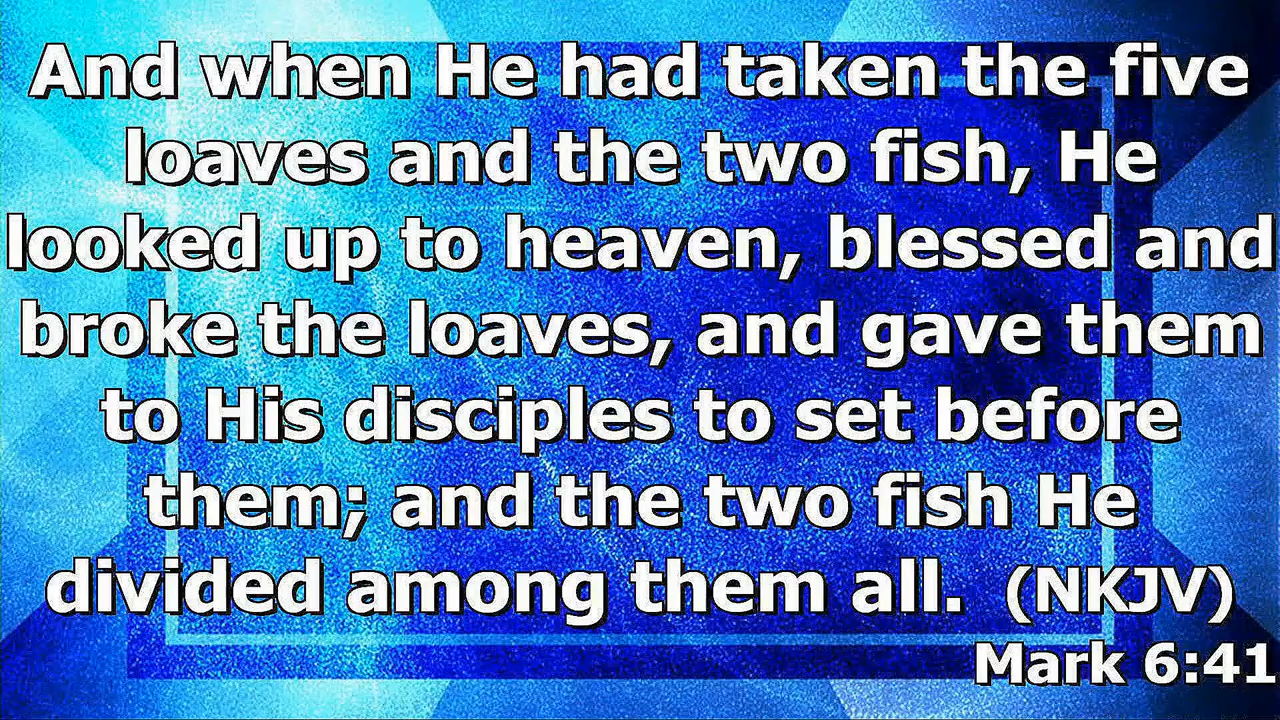 And when He had taken the five
loaves and the two fish, He
looked up to heaven, blessed and
broke the loaves, and gave them
to His disciples to set before
them; and the two fish He
divided among them all. (NKJV)
Mark 6:41